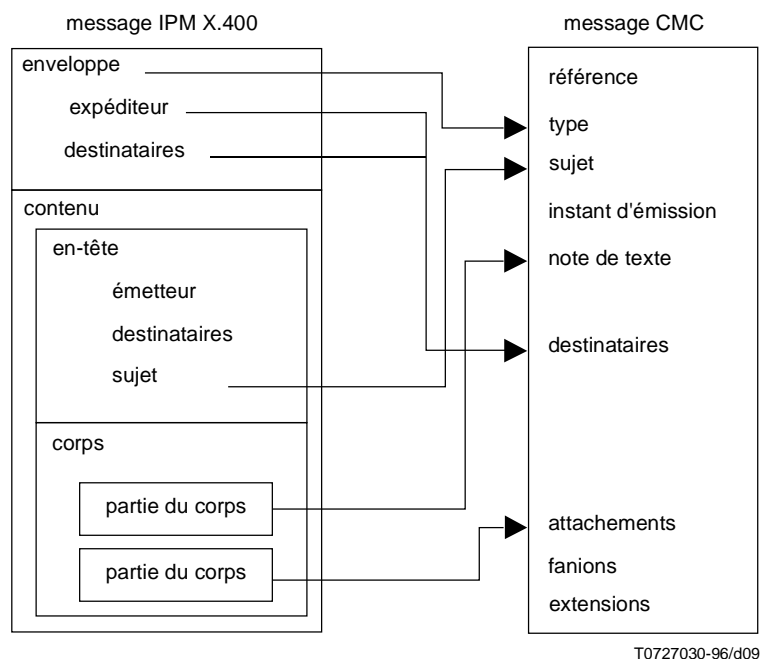 message IPM X.400
enveloppe
expéditeur
destinataires
contenu
en-tête
émetteur
destinataires
sujet
corps
partie du corps
partie du corps
message CMC
référence
type
sujet
instant d'émission
note de texte
destinataires
attachements
fanions
extensions
T0727030-96/d09